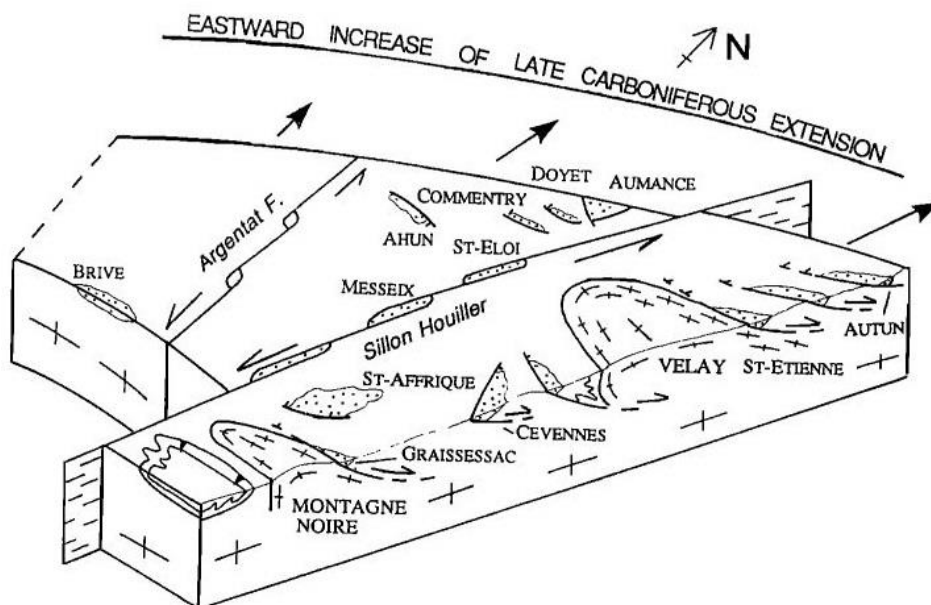 EASTWARD INCREASE OF LATE CARBONIFEROUS EXTENSION
N
DOYET AUMANCE
COMMENTRY
AHUN
ST-ELOI
Argentat F.
BRIVE
MESSEIX
Sillon Houiller
ST-AFFRIQUE
AUTUN
VELAY ST-ETIENNE
CEVENNES
GRAISSESSAC
MONTAGNE
NOIRE